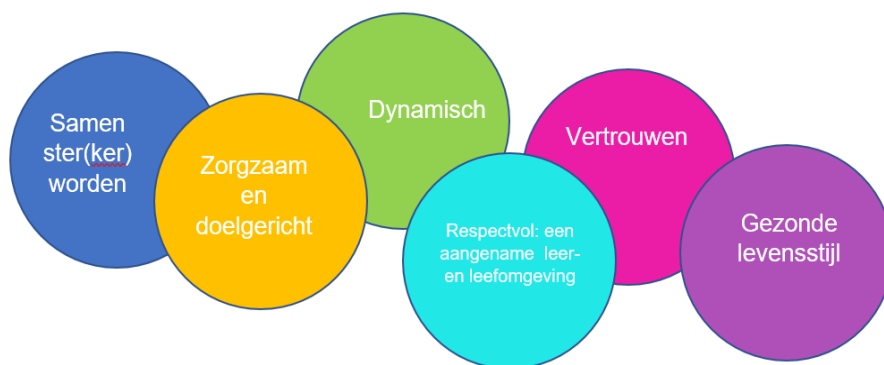 Samen
ster(ker)
worden
Zorgzaam
en
doelgericht
Dynamisch
Respectvol: een
aangename leer-
en leefomgeving
Vertrouwen
Gezonde
levensstijl